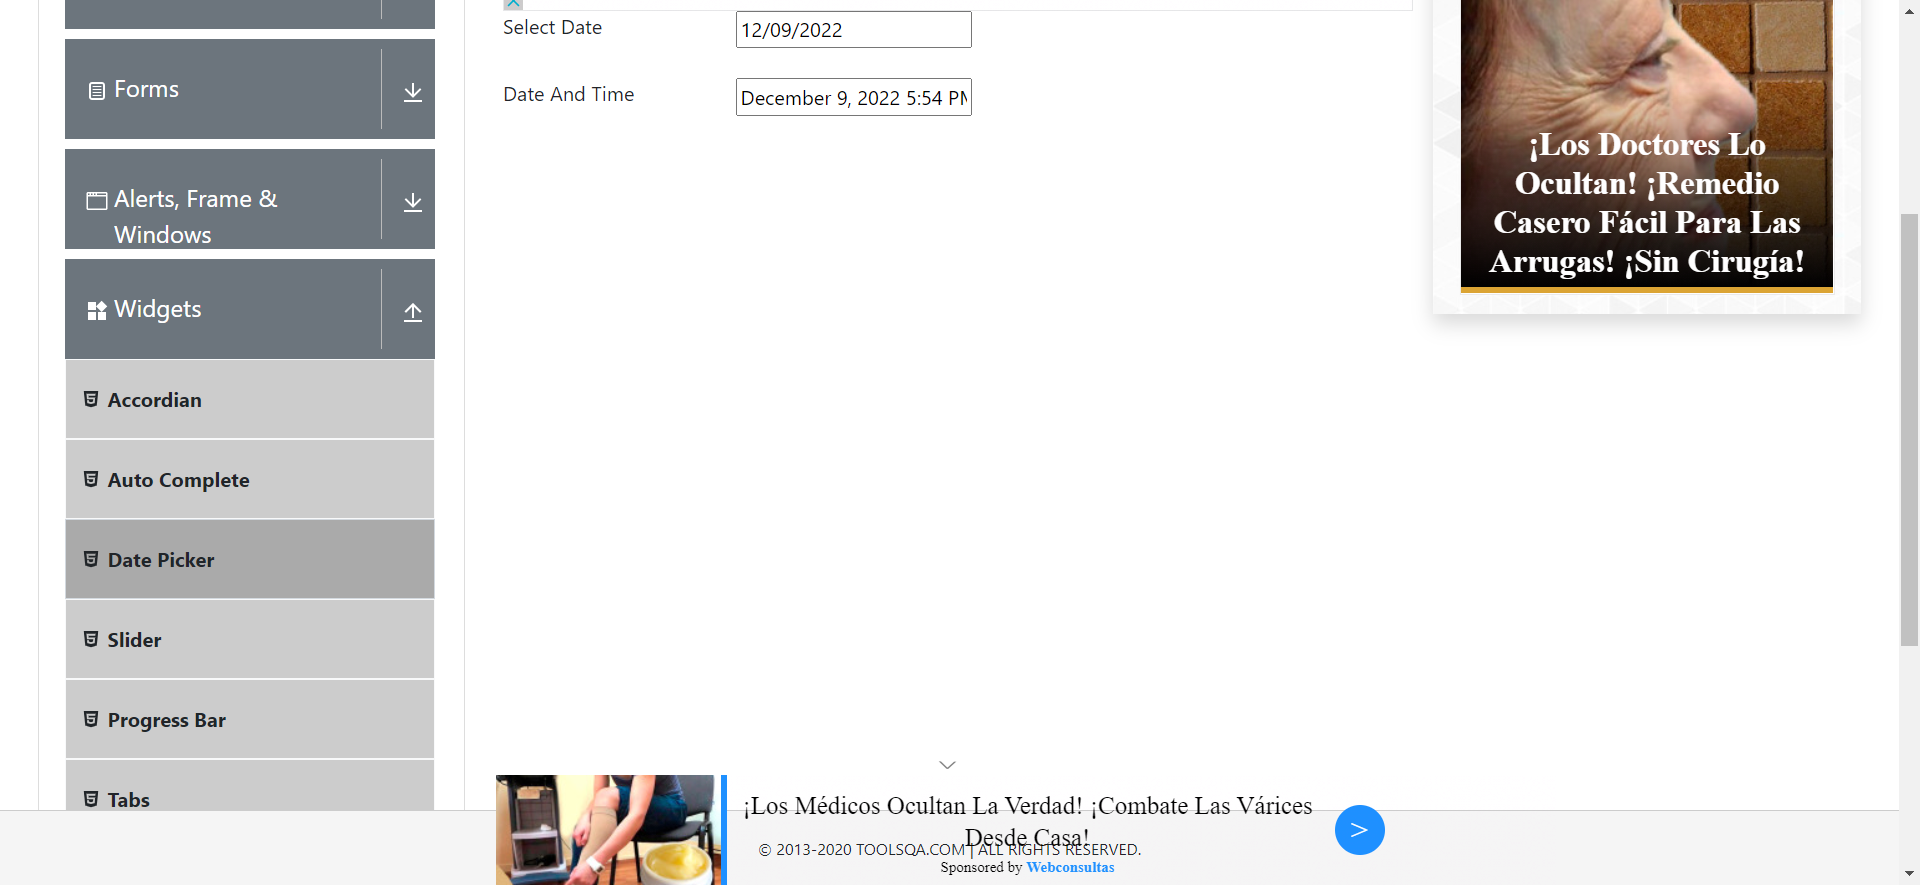 Forms
Alerts, Frame &
Windows
Widgets
Accordian
Auto Complete
Date Picker
Slider
Progress Bar
Tabs
Select Date
12/09/2022
Date And Time
December 9, 2022 5:54 PM
¡Los Doctores Lo
Ocultan! ¡Remedio
Casero Fácil Para Las
Arrugas! ¡Sin Cirugía!
¡Los Médicos Ocultan La Verdad! ¡Combate Las Várices
Desde Casa!
© 2013-2020 TOOLSQA.COM | ALL RIGHTS RESERVED.
Sponsored by Webconsultas
>